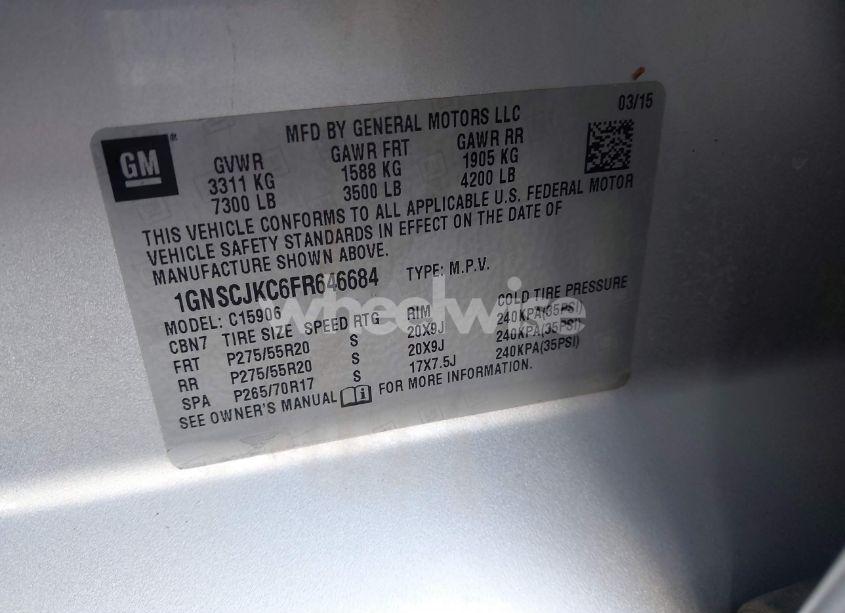 03/15
MFD BY GENERAL MOTORS LLC
GM
GVWR GAWR FRT GAWR RR
3311 KG 1588 KG 1905 KG
7300 LB 3500 LB 4200 LB
THIS VEHICLE CONFORMS TO ALL APPLICABLE U.S. FEDERAL MOTOR
VEHICLE SAFETY STANDARDS IN EFFECT ON THE DATE OF
MANUFACTURE SHOWN ABOVE.
1GNSCJKC6FR646684 TYPE: M.P.V.
MODEL: C15906
CBN7 TIRE SIZE SPEED RTG RIM COLD TIRE PRESSURE
FRT P275/55R20 S 20X9J 240KPA(35PSI)
RR P275/55R20 S 20X9J 240KPA(35PSI)
SPA P265/70R17 S 17X7.5J 240KPA(35PSI)
SEE OWNER'S MANUAL FOR MORE INFORMATION.
wheelwire